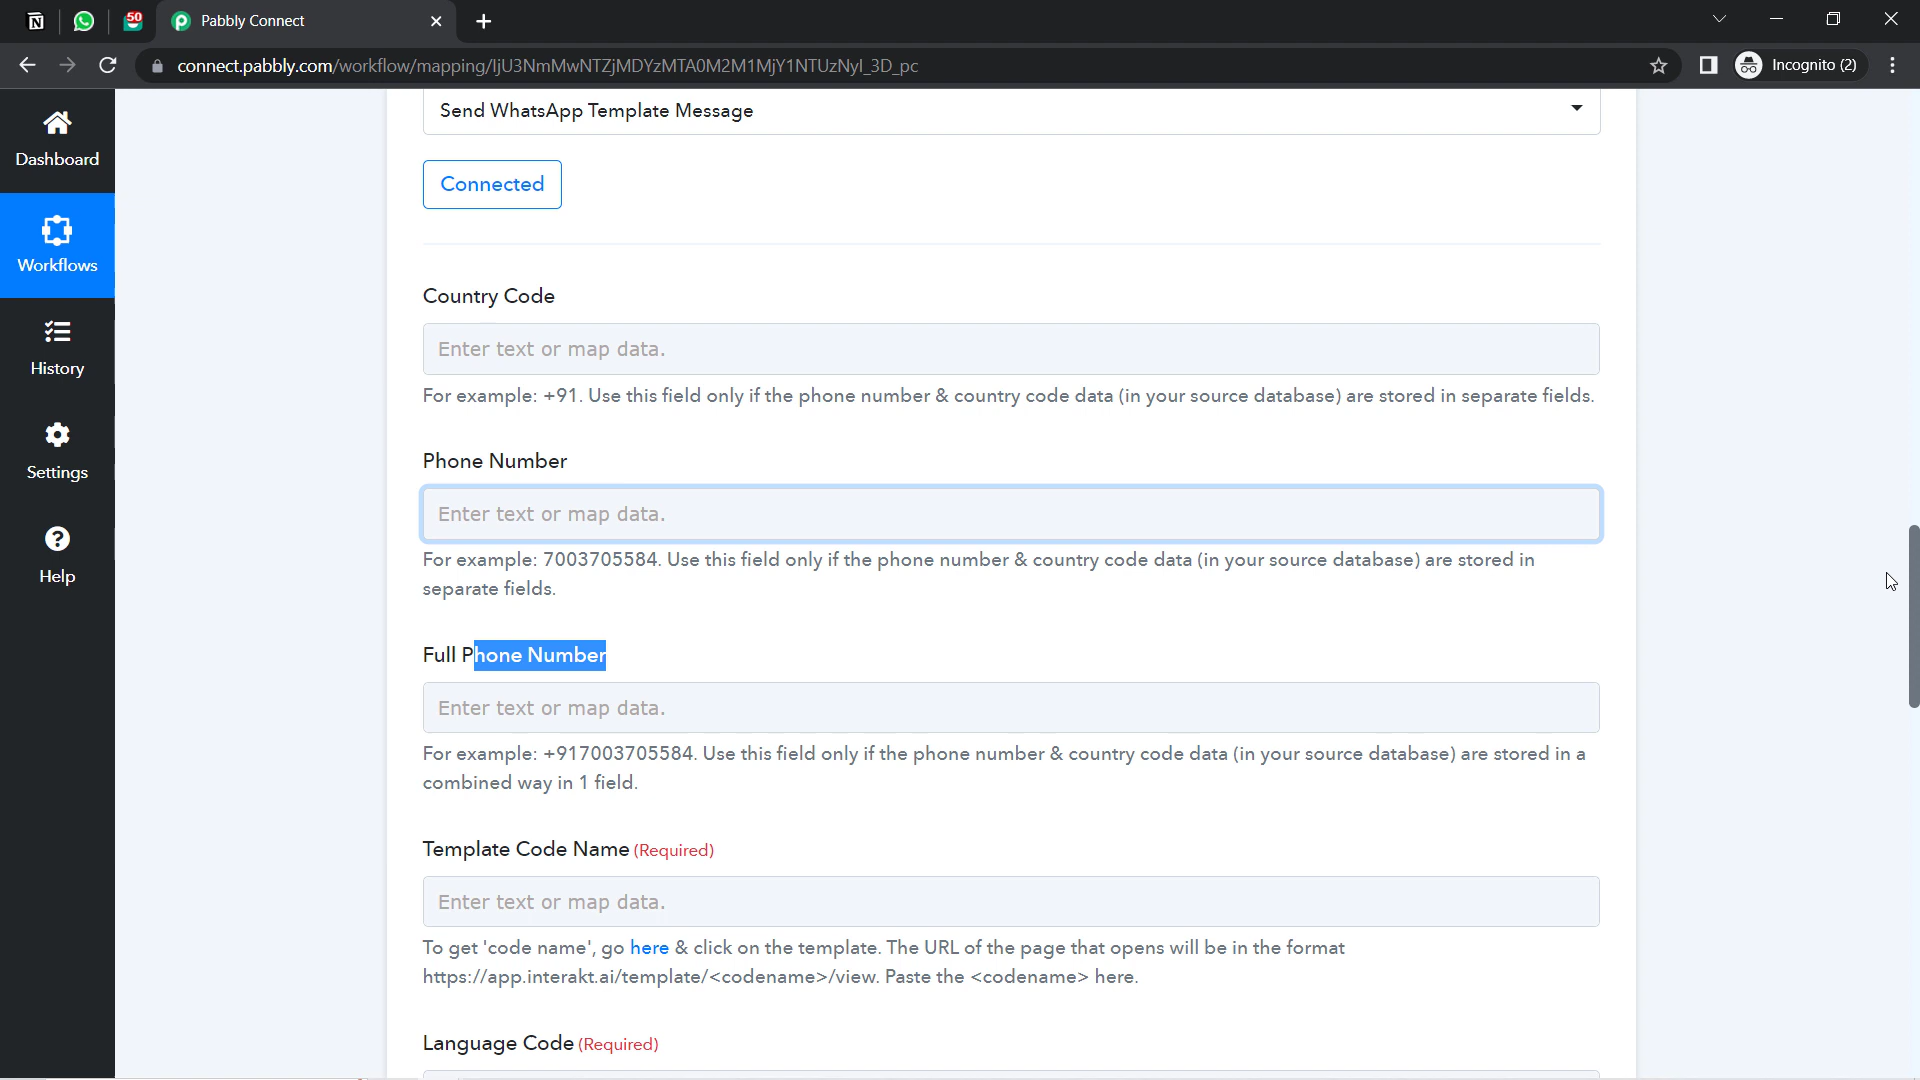 50
Pabbly Connect
connect.pabbly.com/workflow/mapping/IjU3NmMwNTZjMDYzMTA0M2M1MjY1NTUzNyI_3D_pc
Incognito (2)
Dashboard
Workflows
History
Settings
Help
Send WhatsApp Template Message
Connected
Country Code
Enter text or map data.
For example: +91. Use this field only if the phone number & country code data (in your source database) are stored in separate fields.
Phone Number
Enter text or map data.
For example: 7003705584. Use this field only if the phone number & country code data (in your source database) are stored in
separate fields.
Full Phone Number
Enter text or map data.
For example: +917003705584. Use this field only if the phone number & country code data (in your source database) are stored in a
combined way in 1 field.
Template Code Name (Required)
Enter text or map data.
To get 'code name', go here & click on the template. The URL of the page that opens will be in the format
https://app.interakt.ai/template/<codename>/view. Paste the <codename> here.
Language Code (Required)